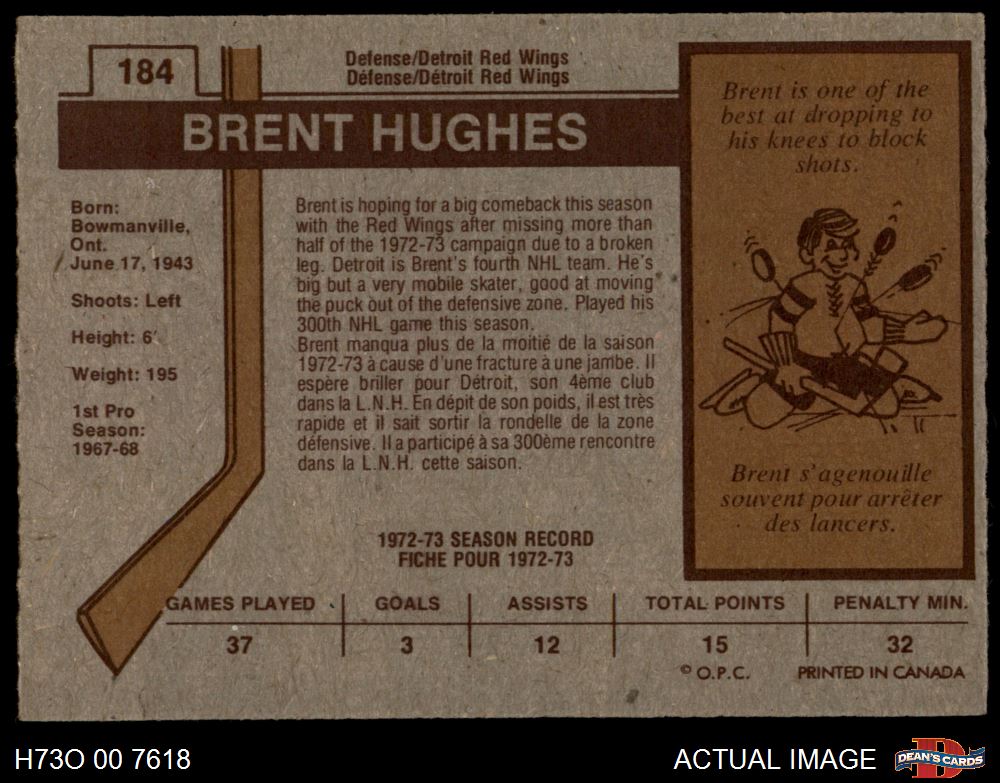 184
Defense/Detroit Red Wings
Défense/Détroit Red Wings
BRENT HUGHES
Born:
Bowmanville,
Ont.
June 17, 1943
Shoots: Left
Height: 6'
Weight: 195
1st Pro
Season:
1967-68
Brent is hoping for a big comeback this season
with the Red Wings after missing more than
half of the 1972-73 campaign due to a broken
leg. Detroit is Brent's fourth NHL team. He's
big but a very mobile skater, good at moving
the puck out of the defensive zone. Played his
300th NHL game this season.
Brent manqua plus de la moitié de la saison
1972-73 à cause d'une fracture à une jambe. Il
espère briller pour Détroit, son 4ème club
dans la L.N.H. En dépit de son poids, il est très
rapide et il sait sortir la rondelle de la zone
défensive. Il a participé à sa 300ème rencontre
dans la L.N.H. cette saison.
Brent is one of the
best at dropping to
his knees to block
shots.
Brent s'agenouille
souvent pour arrêter
des lancers.
1972-73 SEASON RECORD
FICHE POUR 1972-73
GAMES PLAYED GOALS ASSISTS TOTAL POINTS PENALTY MIN.
37 3 12 15 32
© O.P.C. PRINTED IN CANADA
H73O 00 7618 ACTUAL IMAGE
D
DEAN'S CARDS